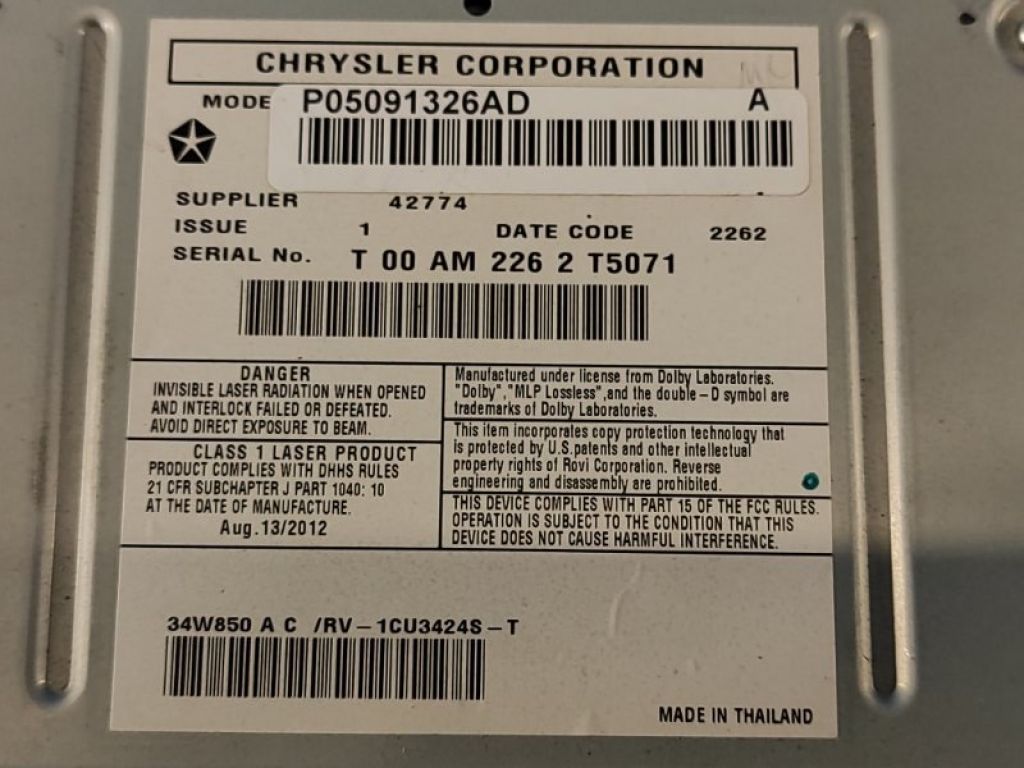 CHRYSLER CORPORATION
MODE P05091326AD A
SUPPLIER 42774
ISSUE 1 DATE CODE 2262
SERIAL No. T 00 AM 226 2 T5071
DANGER
INVISIBLE LASER RADIATION WHEN OPENED
AND INTERLOCK FAILED OR DEFEATED.
AVOID DIRECT EXPOSURE TO BEAM.
CLASS 1 LASER PRODUCT
PRODUCT COMPLIES WITH DHHS RULES
21 CFR SUBCHAPTER J PART 1040: 10
AT THE DATE OF MANUFACTURE.
Aug.13/2012
Manufactured under license from Dolby Laboratories.
"Dolby","MLP Lossless",and the double-D symbol are
trademarks of Dolby Laboratories.
This item incorporates copy protection technology that
is protected by U.S.patents and other intellectual
property rights of Rovi Corporation. Reverse
engineering and disassembly are prohibited.
THIS DEVICE COMPLIES WITH PART 15 OF THE FCC RULES.
OPERATION IS SUBJECT TO THE CONDITION THAT THIS
DEVICE DOES NOT CAUSE HARMFUL INTERFERENCE.
34W850 A C /RV-1CU3424S-T
MADE IN THAILAND